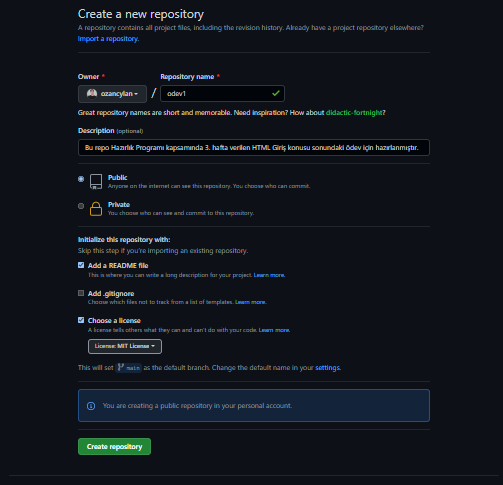 Create a new repository
A repository contains all project files, including the revision history. Already have a project repository elsewhere?
Import a repository.
Owner *
Repository name *
ozancylan
/
odev1
Great repository names are short and memorable. Need inspiration? How about didactic-fortnight?
Description (optional)
Bu repo Hazırlık Programı kapsamında 3. hafta verilen HTML Giriş konusu sonundaki ödev için hazırlanmıştır.
Public
Anyone on the internet can see this repository. You choose who can commit.
Private
You choose who can see and commit to this repository.
Initialize this repository with:
Skip this step if you're importing an existing repository.
Add a README file
This is where you can write a long description for your project. Learn more.
Add .gitignore
Choose which files not to track from a list of templates. Learn more.
Choose a license
A license tells others what they can and can't do with your code. Learn more.
License: MIT License
This will set main as the default branch. Change the default name in your settings.
You are creating a public repository in your personal account.
Create repository